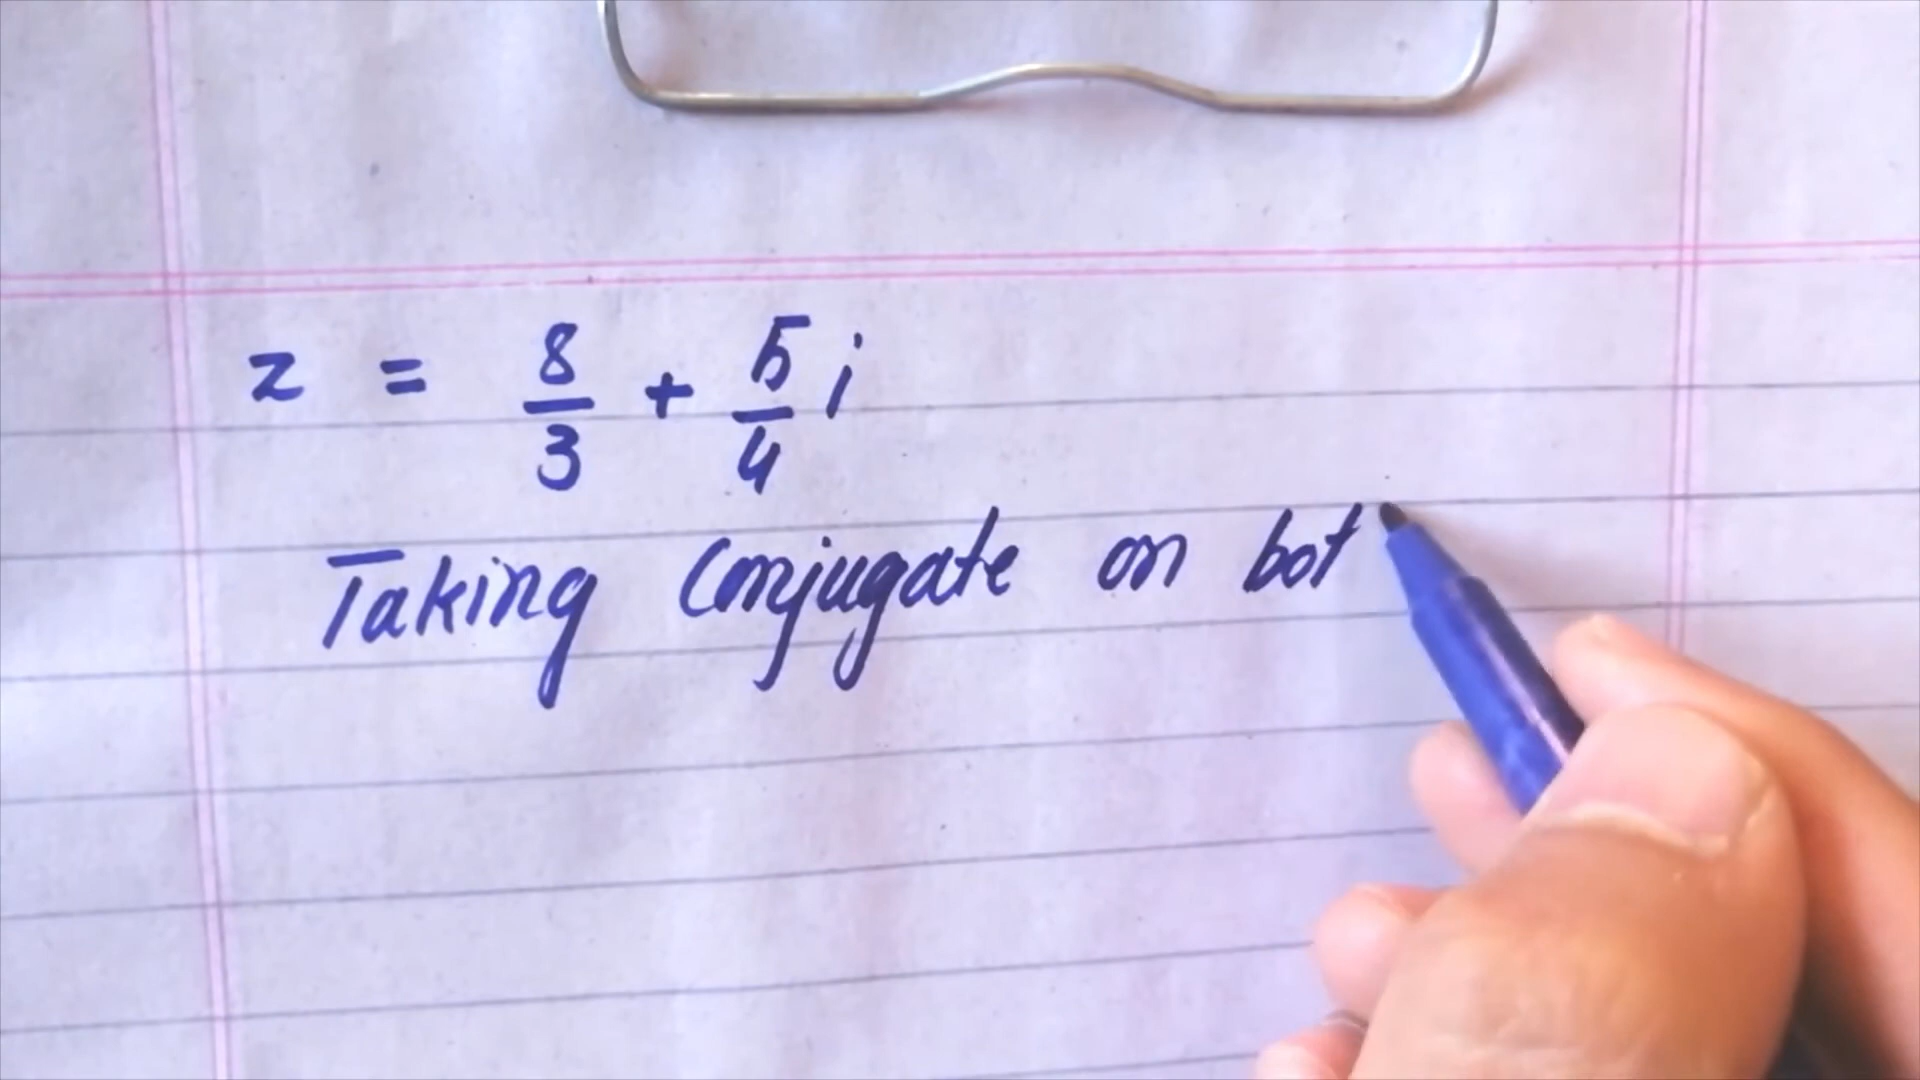 z = 8/3 + 5/4 i
Taking Conjugate on bot